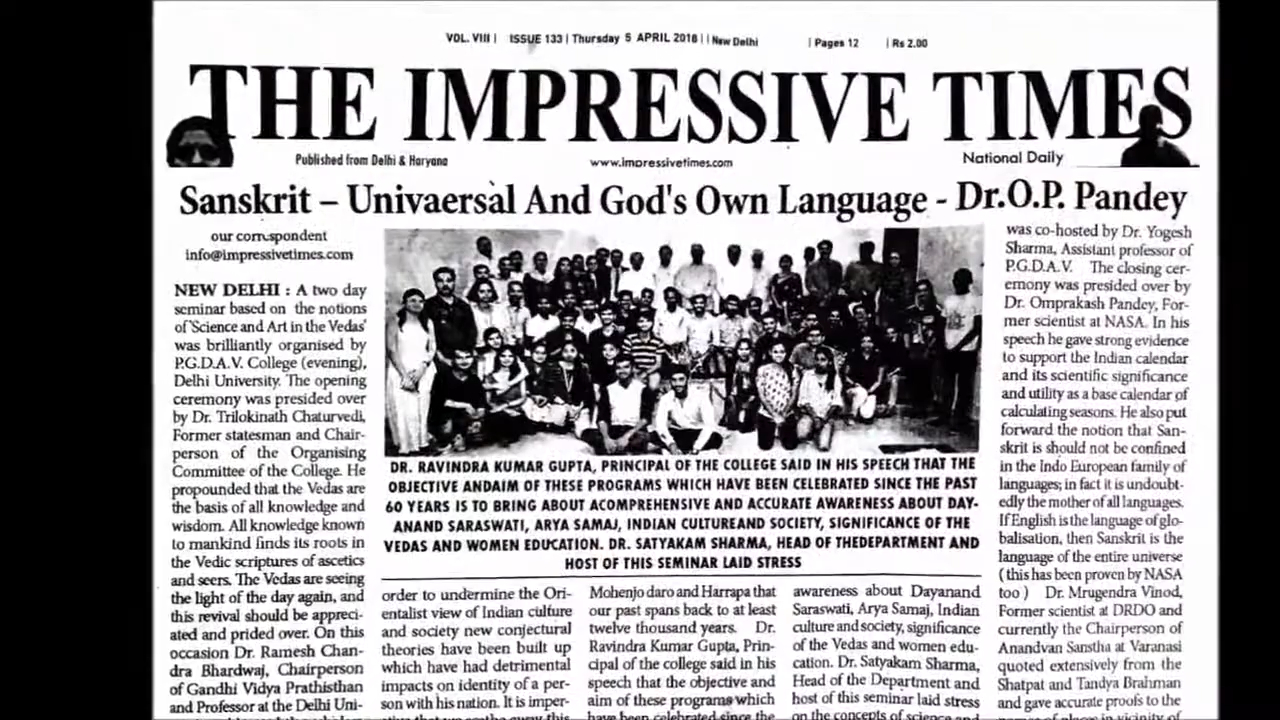 VOL. VIII | ISSUE 133 | Thursday 5 APRIL 2018 | | New Delhi | Pages 12 | Rs 2.00
THE IMPRESSIVE TIMES
Published from Delhi & Haryana www.impressivetimes.com National Daily
Sanskrit – Univaersal And God's Own Language - Dr.O.P. Pandey
our correspondent
info@impressivetimes.com
NEW DELHI : A two day
seminar based on the notions
of 'Science and Art in the Vedas'
was brilliantly organised by
P.G.D.A.V. College (evening),
Delhi University. The opening
ceremony was presided over
by Dr. Trilokinath Chaturvedi,
Former statesman and Chair-
person of the Organising
Committee of the College. He
propounded that the Vedas are
the basis of all knowledge and
wisdom. All knowledge known
to mankind finds its roots in
the Vedic scriptures of ascetics
and seers. The Vedas are seeing
the light of the day again, and
this revival should be appreci-
ated and prided over. On this
occasion Dr. Ramesh Chan-
dra Bhardwaj, Chairperson
of Gandhi Vidya Prathisthan
and Professor at the Delhi Uni-
DR. RAVINDRA KUMAR GUPTA, PRINCIPAL OF THE COLLEGE SAID IN HIS SPEECH THAT THE
OBJECTIVE ANDAIM OF THESE PROGRAMS WHICH HAVE BEEN CELEBRATED SINCE THE PAST
60 YEARS IS TO BRING ABOUT ACOMPREHENSIVE AND ACCURATE AWARENESS ABOUT DAY-
ANAND SARASWATI, ARYA SAMAJ, INDIAN CULTUREAND SOCIETY, SIGNIFICANCE OF THE
VEDAS AND WOMEN EDUCATION. DR. SATYAKAM SHARMA, HEAD OF THEDEPARTMENT AND
HOST OF THIS SEMINAR LAID STRESS
order to undermine the Ori-
entalist view of Indian culture
and society new conjectural
theories have been built up
which have had detrimental
impacts on identity of a per-
son with his nation. It is imper-
Mohenjo daro and Harrapa that
our past spans back to at least
twelve thousand years. Dr.
Ravindra Kumar Gupta, Prin-
cipal of the college said in his
speech that the objective and
aim of these programs which
have been celebrated since the
awareness about Dayanand
Saraswati, Arya Samaj, Indian
culture and society, significance
of the Vedas and women edu-
cation. Dr. Satyakam Sharma,
Head of the Department and
host of this seminar laid stress
on the concepts of science and
was co-hosted by Dr. Yogesh
Sharma, Assistant professor of
P.G.D.A.V. The closing cer-
emony was presided over by
Dr. Omprakash Pandey, For-
mer scientist at NASA. In his
speech he gave strong evidence
to support the Indian calendar
and its scientific significance
and utility as a base calendar of
calculating seasons. He also put
forward the notion that San-
skrit is should not be confined
in the Indo European family of
languages; in fact it is undoubt-
edly the mother of all languages.
If English is the language of glo-
balisation, then Sanskrit is the
language of the entire universe
( this has been proven by NASA
too ) Dr. Mrugendra Vinod,
Former scientist at DRDO and
currently the Chairperson of
Anandvan Sanstha at Varanasi
quoted extensively from the
Shatpat and Tandya Brahman
and gave accurate proofs to the